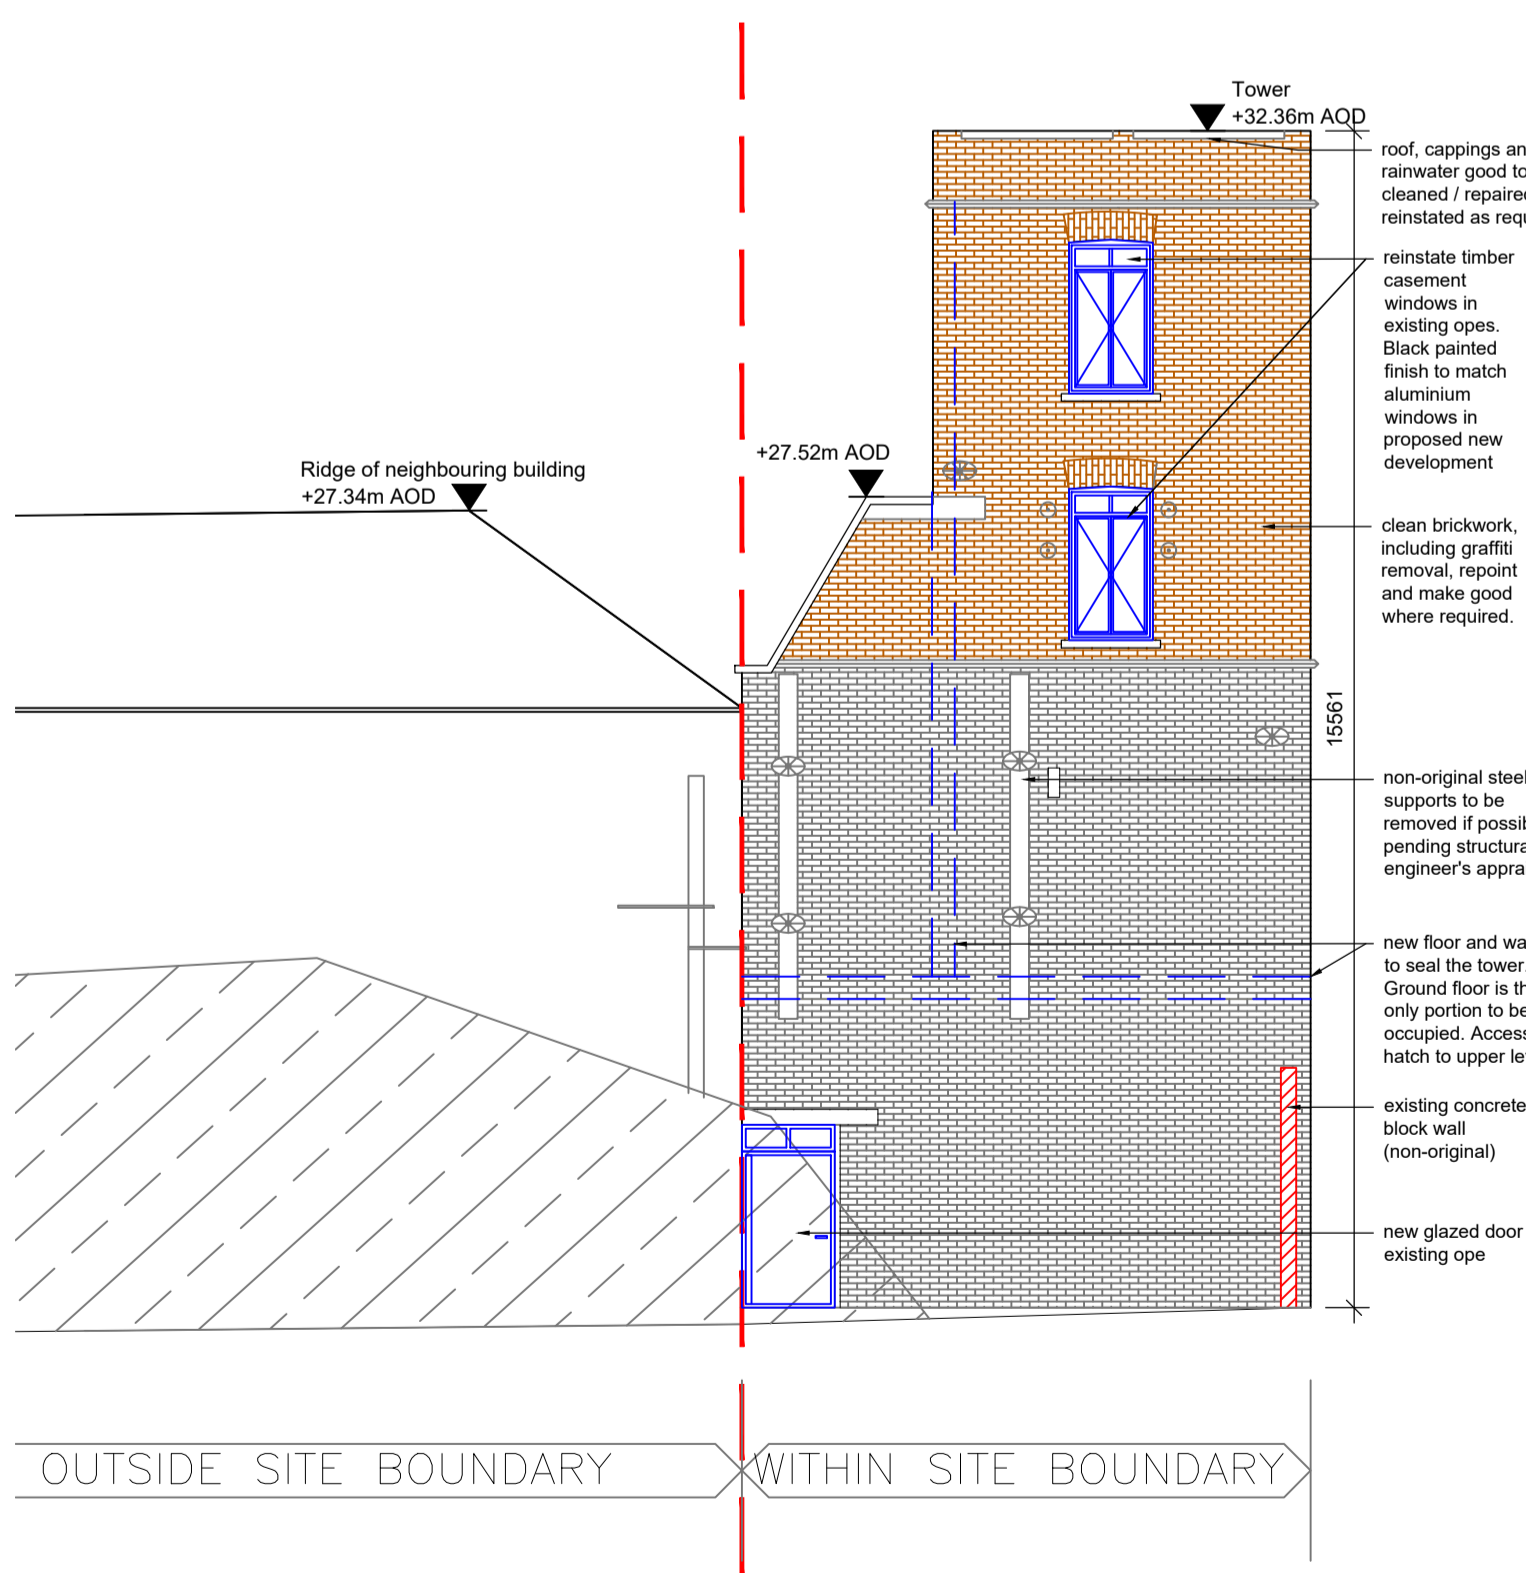 Tower
+32.36m AOD
roof, cappings an
rainwater good to
cleaned / repaired
reinstated as requ
reinstate timber
casement
windows in
existing opes.
Black painted
finish to match
aluminium
windows in
proposed new
development
+27.52m AOD
Ridge of neighbouring building
+27.34m AOD
clean brickwork,
including graffiti
removal, repoint
and make good
where required.
15561
non-original steel
supports to be
removed if possib
pending structura
engineer's apprai
new floor and wa
to seal the tower.
Ground floor is th
only portion to be
occupied. Access
hatch to upper le
existing concrete
block wall
(non-original)
new glazed door
existing ope
OUTSIDE SITE BOUNDARY
WITHIN SITE BOUNDARY